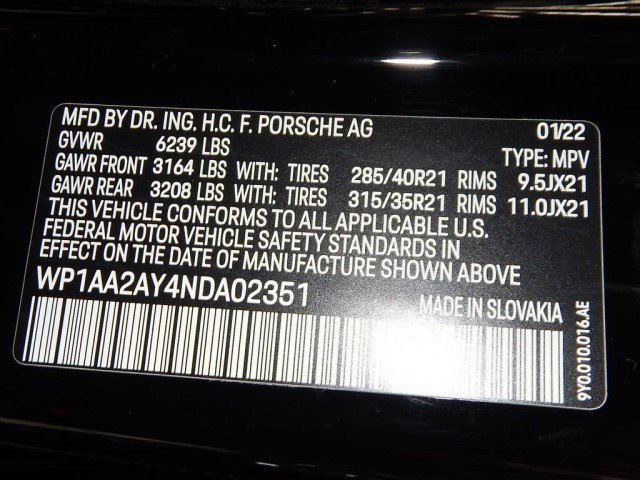 MFD BY DR. ING. H.C. F. PORSCHE AG 01/22
GVWR 6239 LBS TYPE: MPV
GAWR FRONT 3164 LBS WITH: TIRES 285/40R21 RIMS 9.5JX21
GAWR REAR 3208 LBS WITH: TIRES 315/35R21 RIMS 11.0JX21
THIS VEHICLE CONFORMS TO ALL APPLICABLE U.S.
FEDERAL MOTOR VEHICLE SAFETY STANDARDS IN
EFFECT ON THE DATE OF MANUFACTURE SHOWN ABOVE.
WP1AA2AY4NDA02351 MADE IN SLOVAKIA
9Y0.010.016.AE